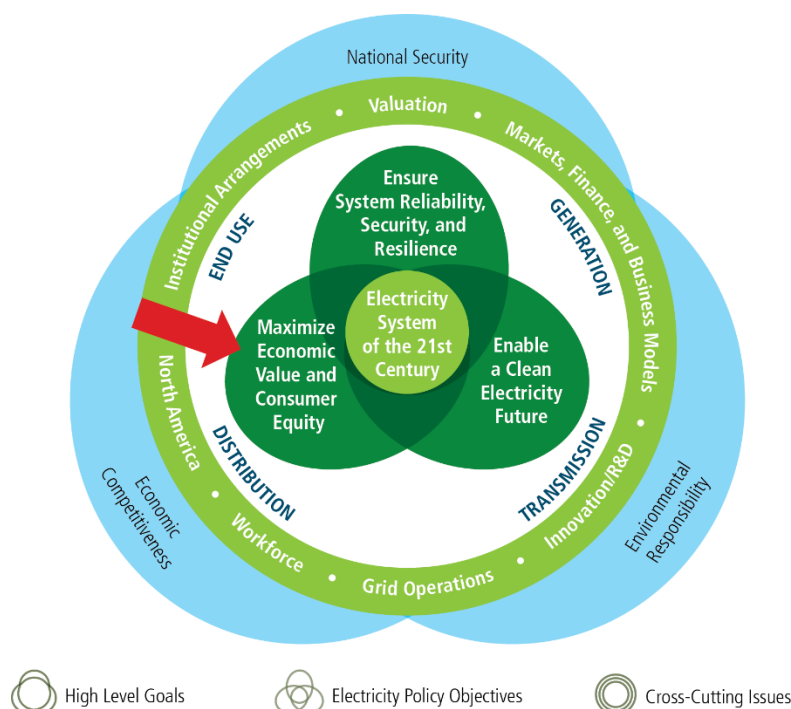 National Security
Institutional Arrangements • Valuation • Markets, Finance, and Business Models •
END USE
GENERATION
Ensure
System Reliability,
Security, and
Resilience
Electricity
System
of the 21st
Century
Maximize
Economic
Value and
Consumer
Equity
Enable
a Clean
Electricity
Future
DISTRIBUTION
TRANSMISSION
North America • Workforce • Grid Operations • Innovation/R&D
Economic
Competitiveness
Environmental
Responsibility
High Level Goals
Electricity Policy Objectives
Cross-Cutting Issues